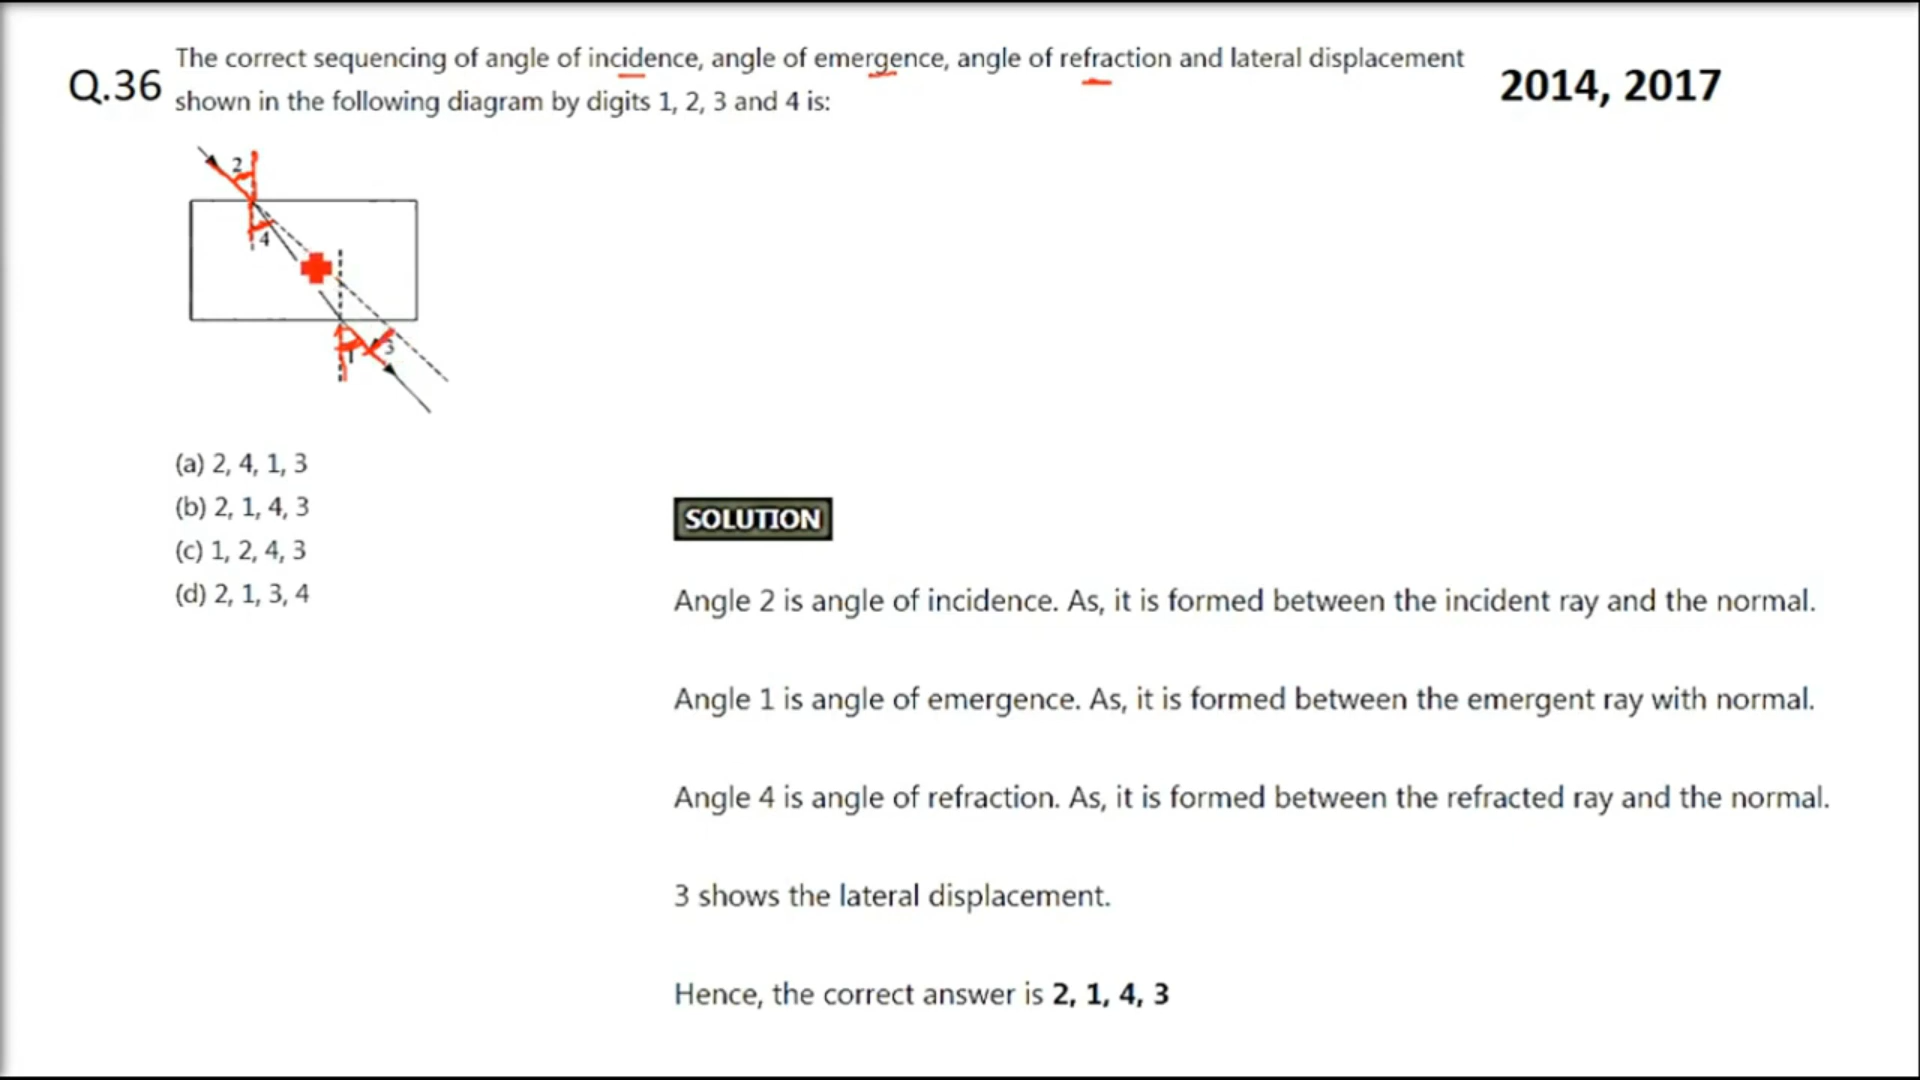 Q.36
The correct sequencing of angle of incidence, angle of emergence, angle of refraction and lateral displacement
shown in the following diagram by digits 1, 2, 3 and 4 is:
2014, 2017
2
4
1
3
(a) 2, 4, 1, 3
(b) 2, 1, 4, 3
(c) 1, 2, 4, 3
(d) 2, 1, 3, 4
SOLUTION
Angle 2 is angle of incidence. As, it is formed between the incident ray and the normal.
Angle 1 is angle of emergence. As, it is formed between the emergent ray with normal.
Angle 4 is angle of refraction. As, it is formed between the refracted ray and the normal.
3 shows the lateral displacement.
Hence, the correct answer is 2, 1, 4, 3